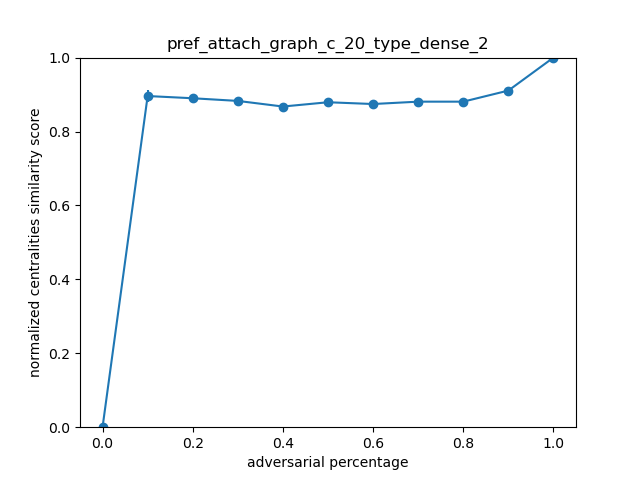 pref_attach_graph_c_20_type_dense_2
normalized centralities similarity score
1.0
0.8
0.6
0.4
0.2
0.0
0.0 0.2 0.4 0.6 0.8 1.0
adversarial percentage